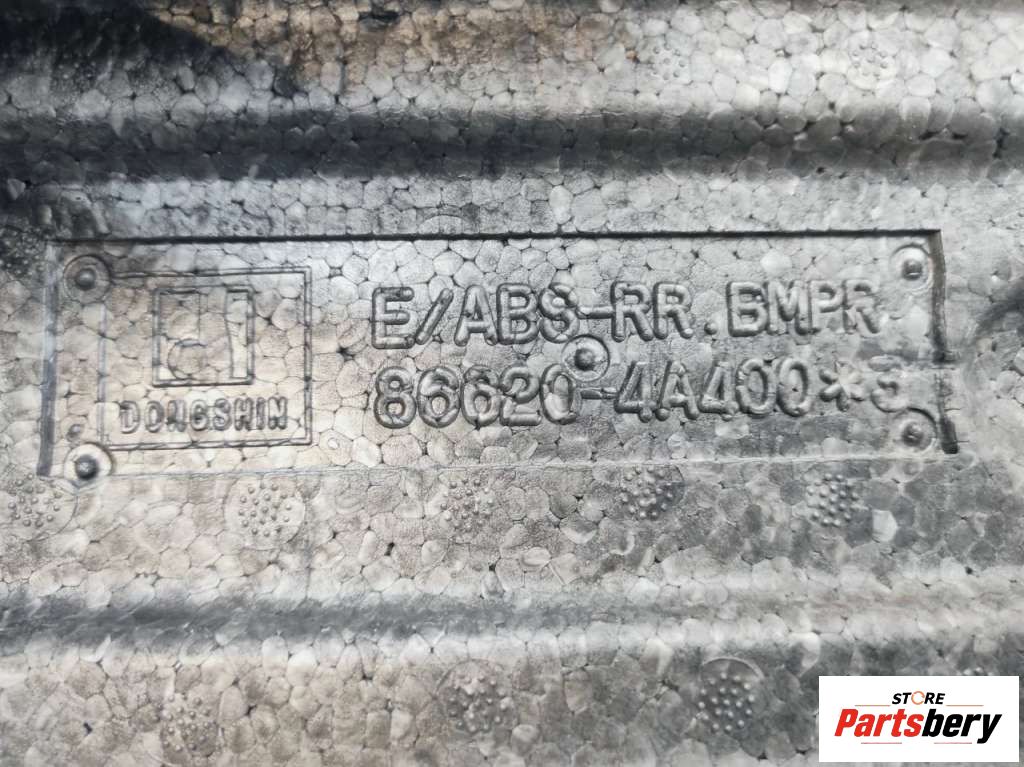 DONGSHIN
E/ABS-RR.BMPR
86620-4A400*
STORE
Partsbery